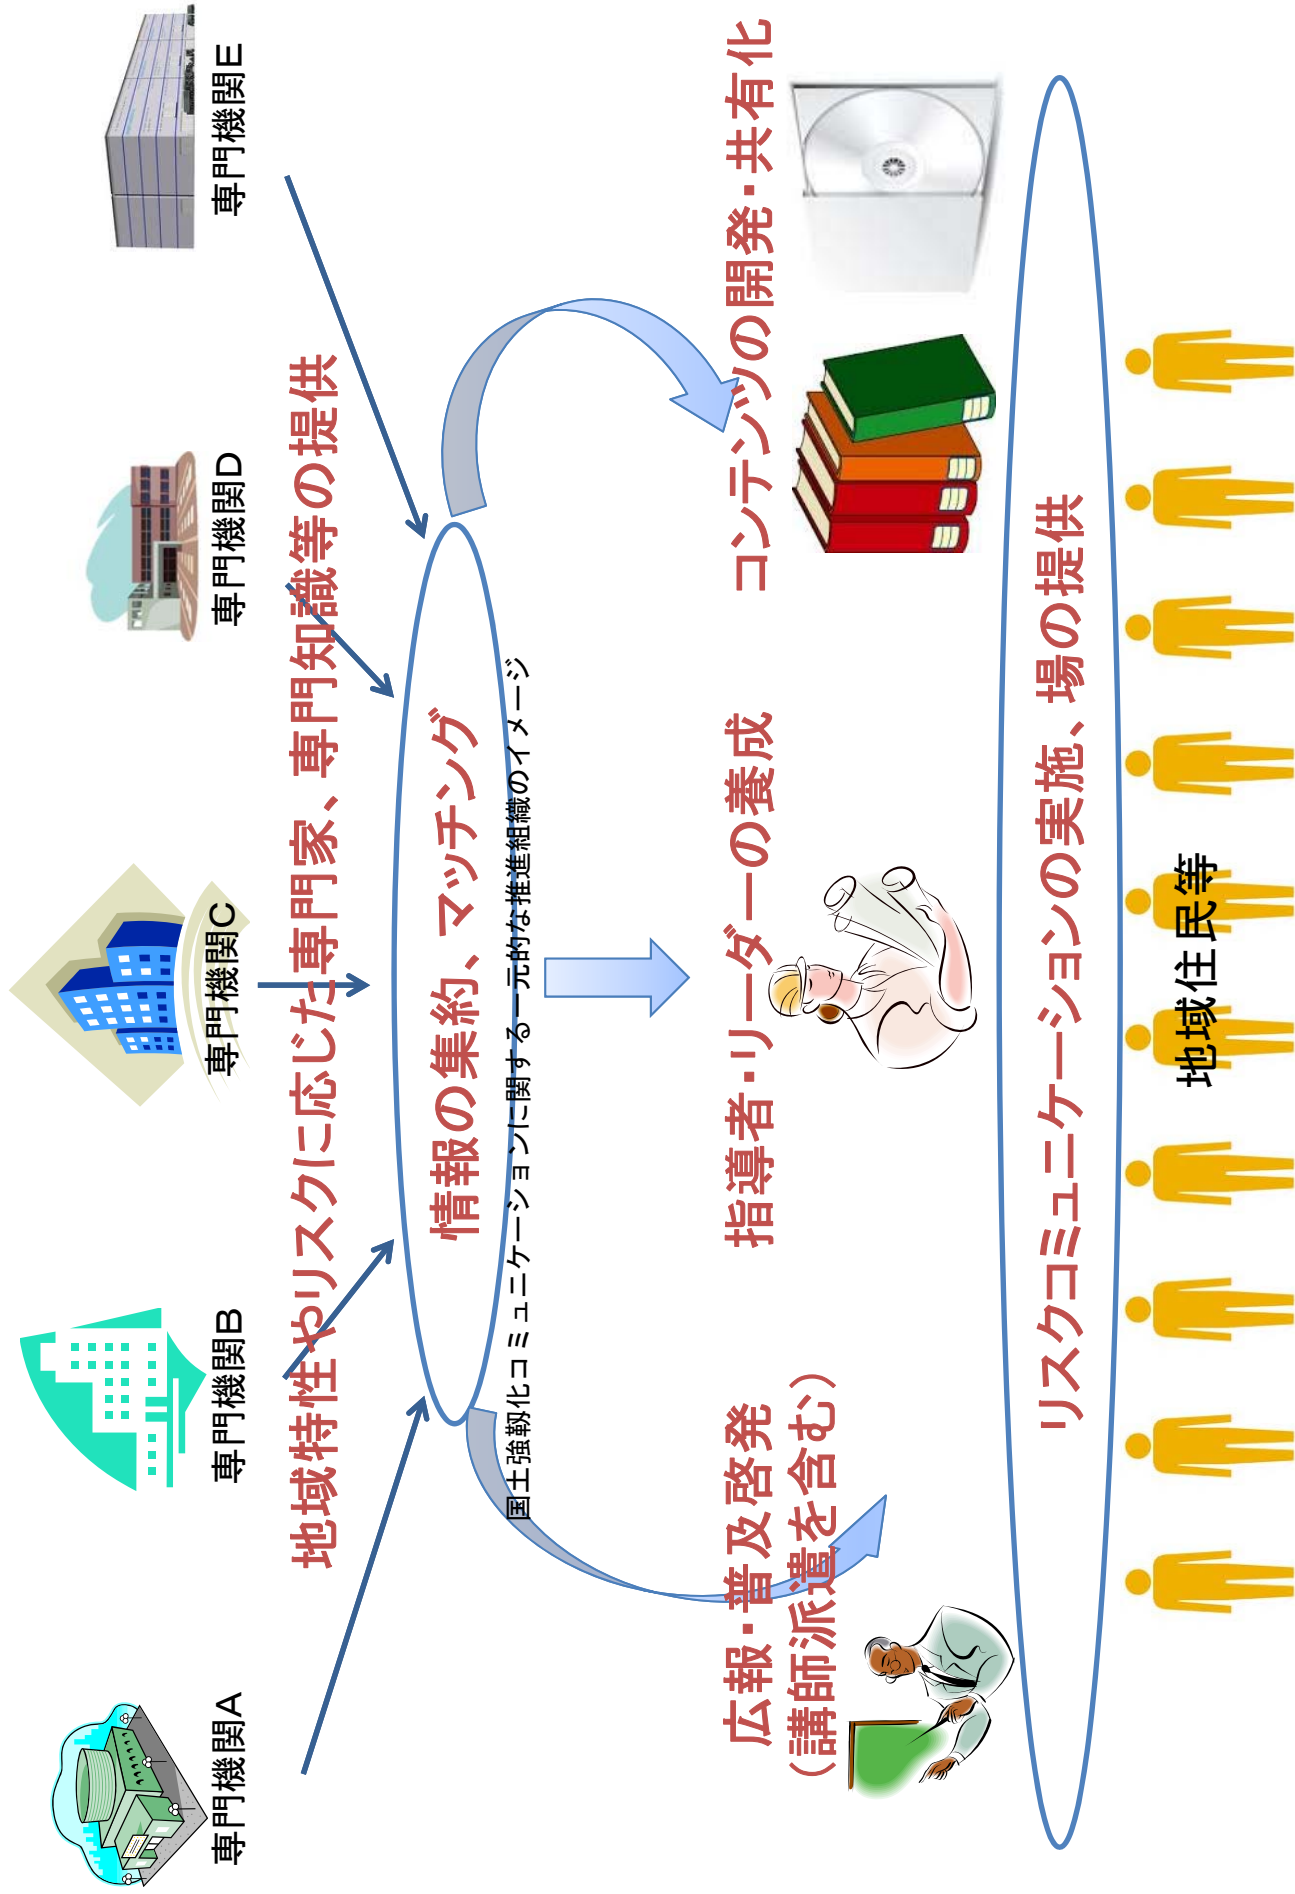 専門機関A
専門機関B
専門機関C
専門機関D
専門機関E
地域特性やリスクに応じた専門家、専門知識等の提供
情報の集約、マッチング
国土強靱化コミュニケーションに関する一元的な推進組織のイメージ
広報・普及啓発
(講師派遣を含む)
指導者・リーダーの養成
コンテンツの開発・共有化
リスクコミュニケーションの実施、場の提供
地域住民等